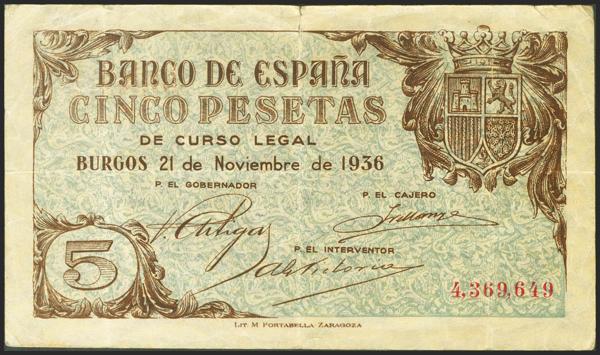 BANCO DE ESPAÑA
CINCO PESETAS
DE CURSO LEGAL
BURGOS 21 de Noviembre de 1936
P. EL GOBERNADOR
P. EL CAJERO
P. EL INTERVENTOR
5
4,369,649
LIT. M PORTABELLA ZARAGOZA